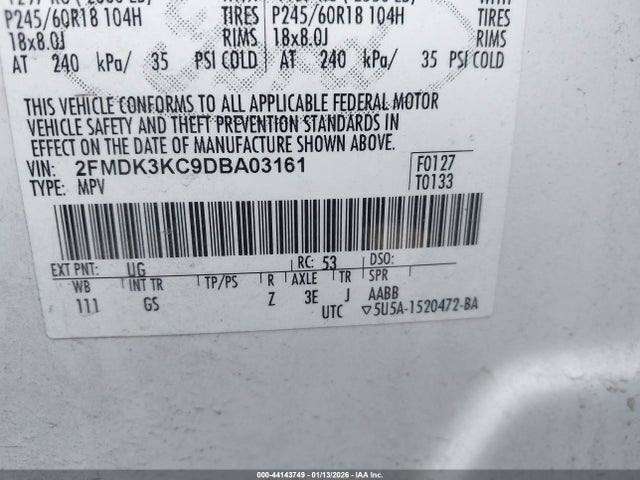 P245/60R18 104H TIRES P245/60R18 104H TIRES
18x8.0J RIMS 18x8.0J RIMS
AT 240 kPa/ 35 PSI COLD AT 240 kPa/ 35 PSI COLD
THIS VEHICLE CONFORMS TO ALL APPLICABLE FEDERAL MOTOR
VEHICLE SAFETY AND THEFT PREVENTION STANDARDS IN
EFFECT ON THE DATE OF MANUFACTURE SHOWN ABOVE.
VIN: 2FMDK3KC9DBA03161 F0127
TYPE: MPV T0133
EXT PNT: UG RC: 53 DSO:
WB INT TR TP/PS R AXLE TR SPR
111 GS Z 3E J AABB
UTC ▽5U5A-1520472-BA
000-44143749 - 01/13/2026 - IAAI.COM